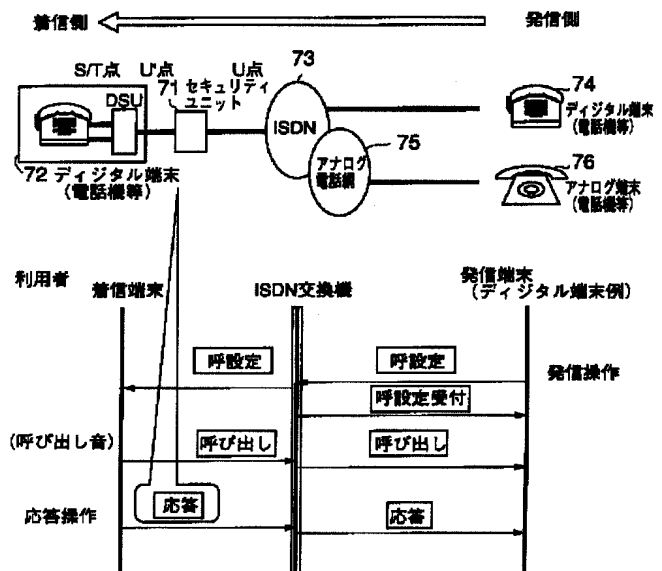 着信側
発信側
S/T点
U'点
U点
73
71 セキュリティ
ユニット
DSU
ISDN
74
ディジタル端末
(電話機等)
75
アナログ
電話網
76
アナログ端末
(電話機等)
72 ディジタル端末
(電話機等)
利用者
着信端末
ISDN交換機
発信端末
(ディジタル端末例)
呼設定
呼設定
発信操作
呼設定受付
(呼び出し音)
呼び出し
呼び出し
応答操作
応答
応答